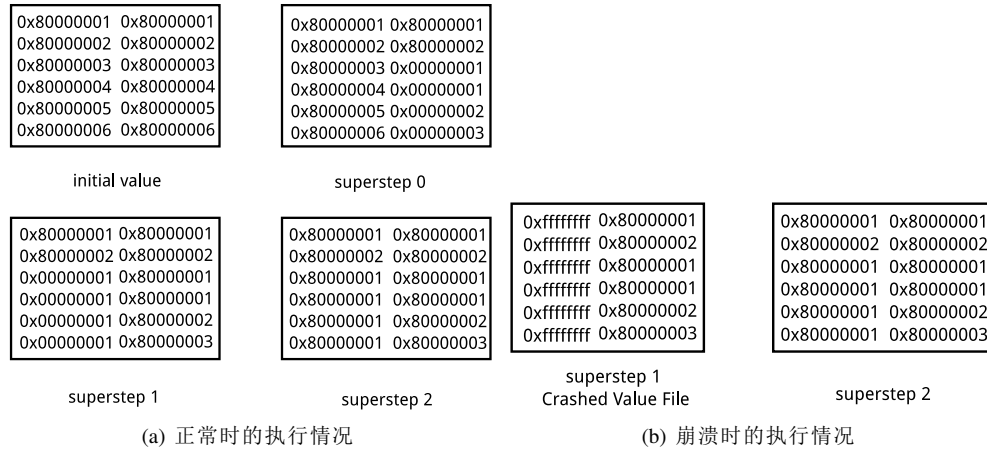 0x80000001 0x80000001
0x80000002 0x80000002
0x80000003 0x80000003
0x80000004 0x80000004
0x80000005 0x80000005
0x80000006 0x80000006
initial value
0x80000001 0x80000001
0x80000002 0x80000002
0x80000003 0x00000001
0x80000004 0x00000001
0x80000005 0x00000002
0x80000006 0x00000003
superstep 0
0x80000001 0x80000001
0x80000002 0x80000002
0x00000001 0x80000001
0x00000001 0x80000001
0x00000001 0x80000002
0x00000001 0x80000003
superstep 1
0x80000001 0x80000001
0x80000002 0x80000002
0x80000001 0x80000001
0x80000001 0x80000001
0x80000001 0x80000002
0x80000001 0x80000003
superstep 2
(a) 正常时的执行情况
0xffffffff 0x80000001
0xffffffff 0x80000002
0xffffffff 0x80000001
0xffffffff 0x80000001
0xffffffff 0x80000002
0xffffffff 0x80000003
superstep 1
Crashed Value File
0x80000001 0x80000001
0x80000002 0x80000002
0x80000001 0x80000001
0x80000001 0x80000001
0x80000001 0x80000002
0x80000001 0x80000003
superstep 2
(b) 崩溃时的执行情况